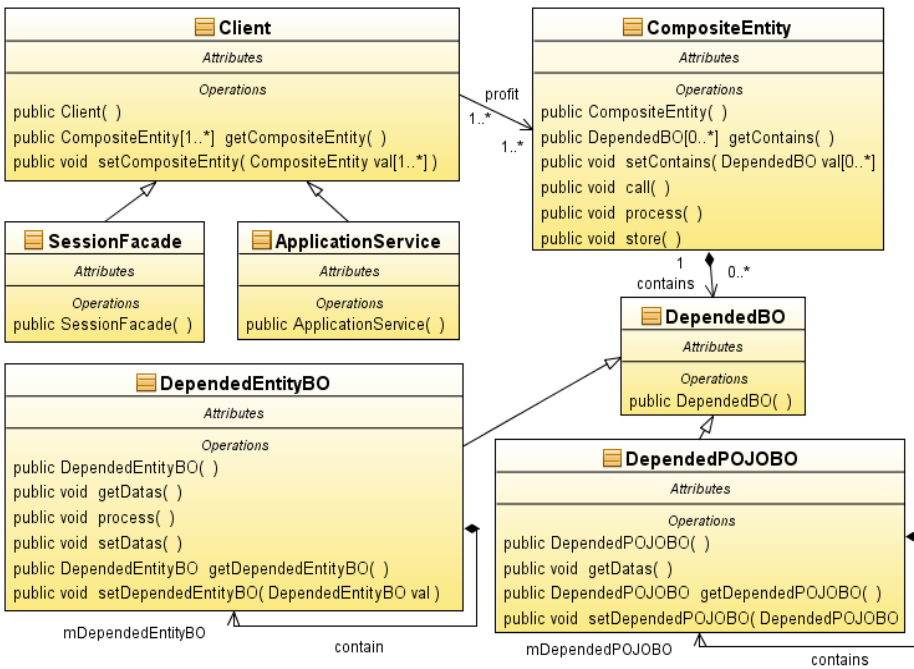 Client
Attributes
Operations
public Client( )
public CompositeEntity[1..*] getCompositeEntity( )
public void setCompositeEntity( CompositeEntity val[1..*] )
profit
1..*
1..*
CompositeEntity
Attributes
Operations
public CompositeEntity( )
public DependedBO[0..*] getContains( )
public void setContains( DependedBO val[0..*]
public void call( )
public void process( )
public void store( )
SessionFacade
Attributes
Operations
public SessionFacade( )
ApplicationService
Attributes
Operations
public ApplicationService( )
1
0..*
contains
DependedBO
Attributes
Operations
public DependedBO( )
DependedEntityBO
Attributes
Operations
public DependedEntityBO( )
public void getDatas( )
public void process( )
public void setDatas( )
public DependedEntityBO getDependedEntityBO( )
public void setDependedEntityBO( DependedEntityBO val )
mDependedEntityBO
contain
DependedPOJOBO
Attributes
Operations
public DependedPOJOBO( )
public void getDatas( )
public DependedPOJOBO getDependedPOJOBO( )
public void setDependedPOJOBO( DependedPOJOBO
mDependedPOJOBO
contains